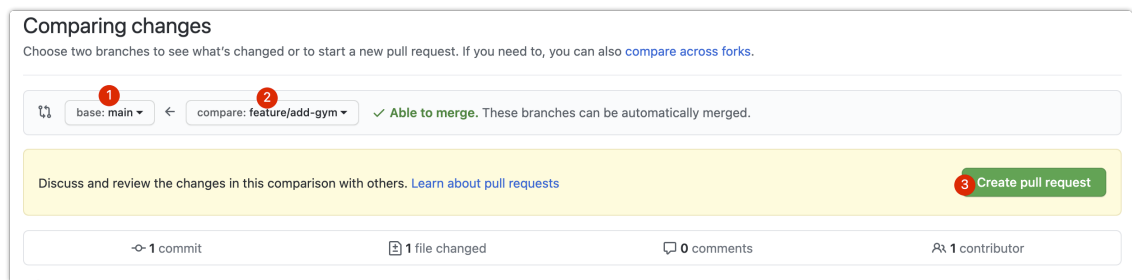 Comparing changes
Choose two branches to see what's changed or to start a new pull request. If you need to, you can also compare across forks.
1 2
base: main ← compare: feature/add-gym ✓ Able to merge. These branches can be automatically merged.
Discuss and review the changes in this comparison with others. Learn about pull requests 3 Create pull request
1 commit 1 file changed 0 comments 1 contributor